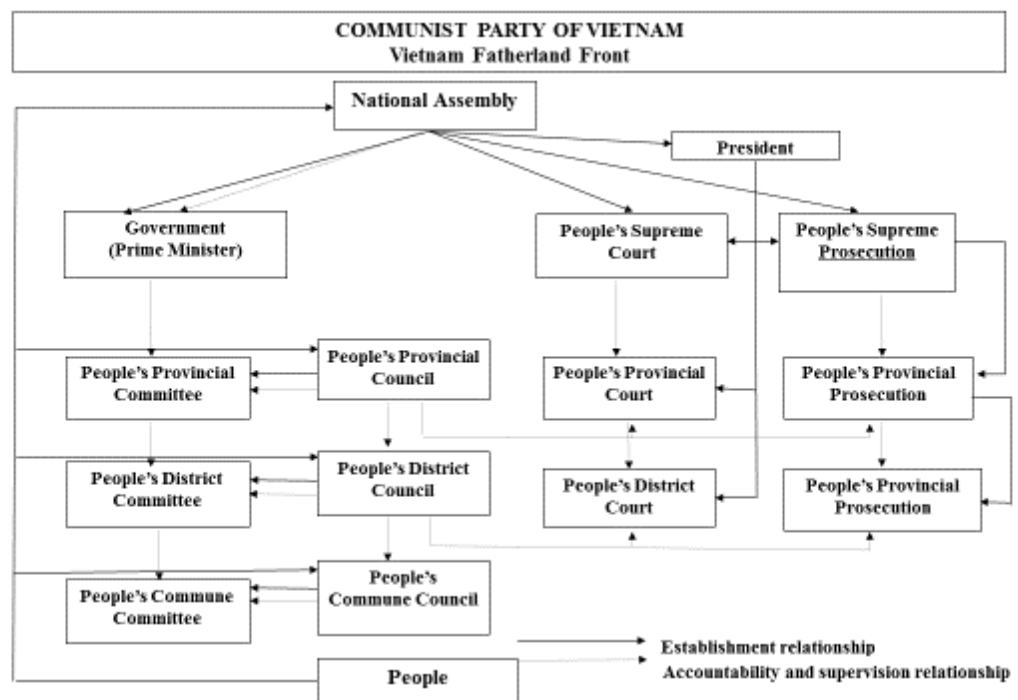 COMMUNIST PARTY OF VIETNAM
Vietnam Fatherland Front
National Assembly
President
Government
(Prime Minister)
People's Supreme
Court
People's Supreme
Prosecution
People's Provincial
Committee
People's Provincial
Council
People's Provincial
Court
People's Provincial
Prosecution
People's District
Committee
People's District
Council
People's District
Court
People's Provincial
Prosecution
People's Commune
Committee
People's
Commune Council
People
Establishment relationship
Accountability and supervision relationship